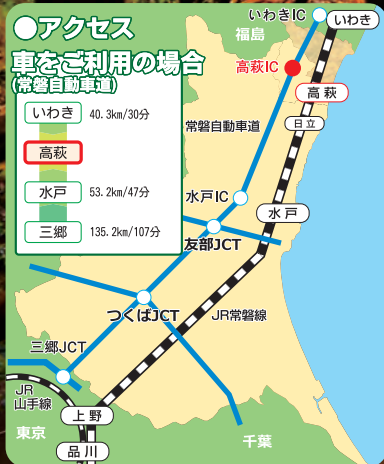 ●アクセス
車をご利用の場合
(常磐自動車道)
いわき 40.3km/30分
高萩
水戸 53.2km/47分
三郷 135.2km/107分
いわきIC
いわき
福島
高萩IC
高萩
常磐自動車道
日立
水戸IC
水戸
友部JCT
つくばJCT
JR常磐線
三郷JCT
JR
山手線
上野
東京
品川
千葉